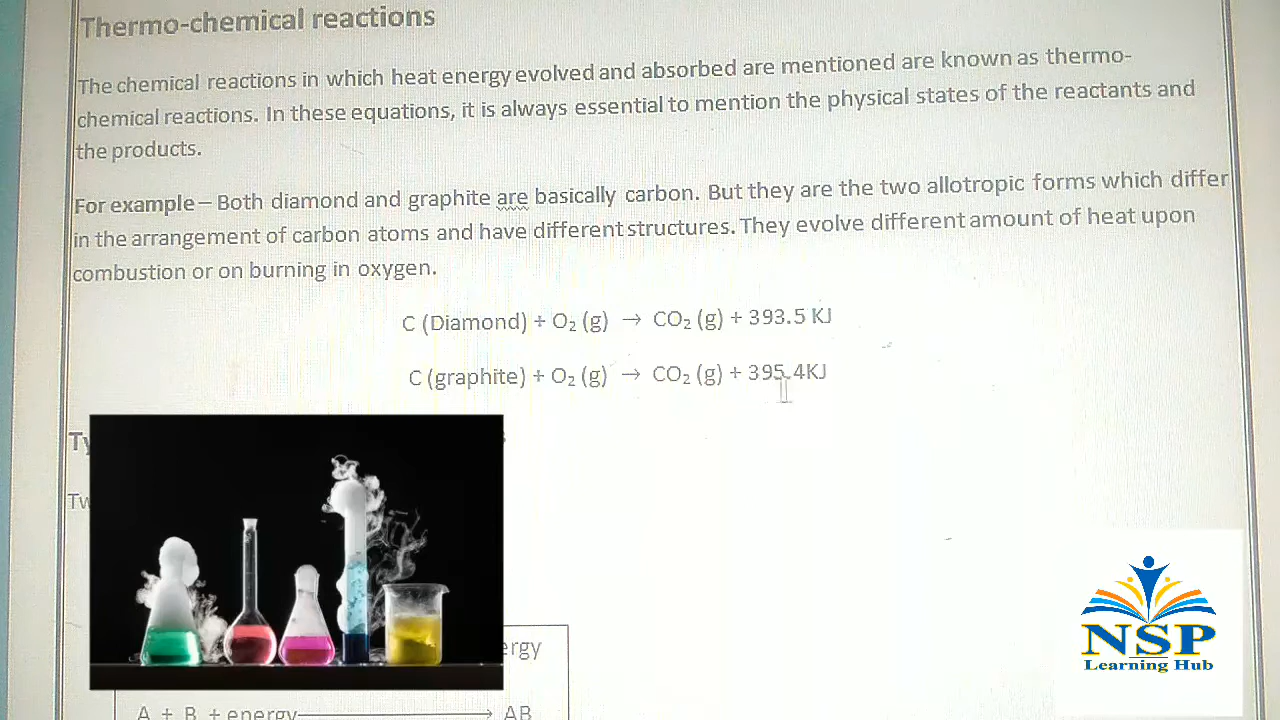 Thermo-chemical reactions
The chemical reactions in which heat energy evolved and absorbed are mentioned are known as thermo-
chemical reactions. In these equations, it is always essential to mention the physical states of the reactants and
the products.
For example – Both diamond and graphite are basically carbon. But they are the two allotropic forms which differ
in the arrangement of carbon atoms and have different structures. They evolve different amount of heat upon
combustion or on burning in oxygen.
C (Diamond) + O₂ (g) → CO₂ (g) + 393.5 KJ
C (graphite) + O₂ (g) → CO₂ (g) + 395.4KJ
A + B + energy → AB
NSP
Learning Hub